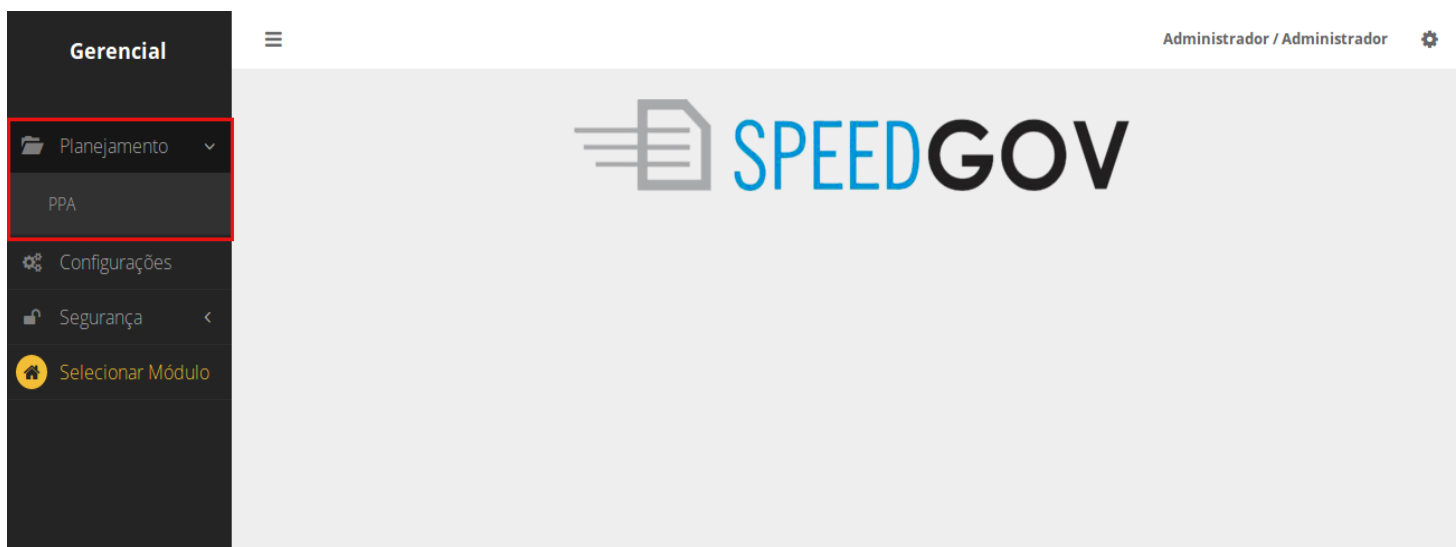 Gerencial
Administrador / Administrador
SPEEDGOV
Planejamento
PPA
Configurações
Segurança
Selecionar Módulo